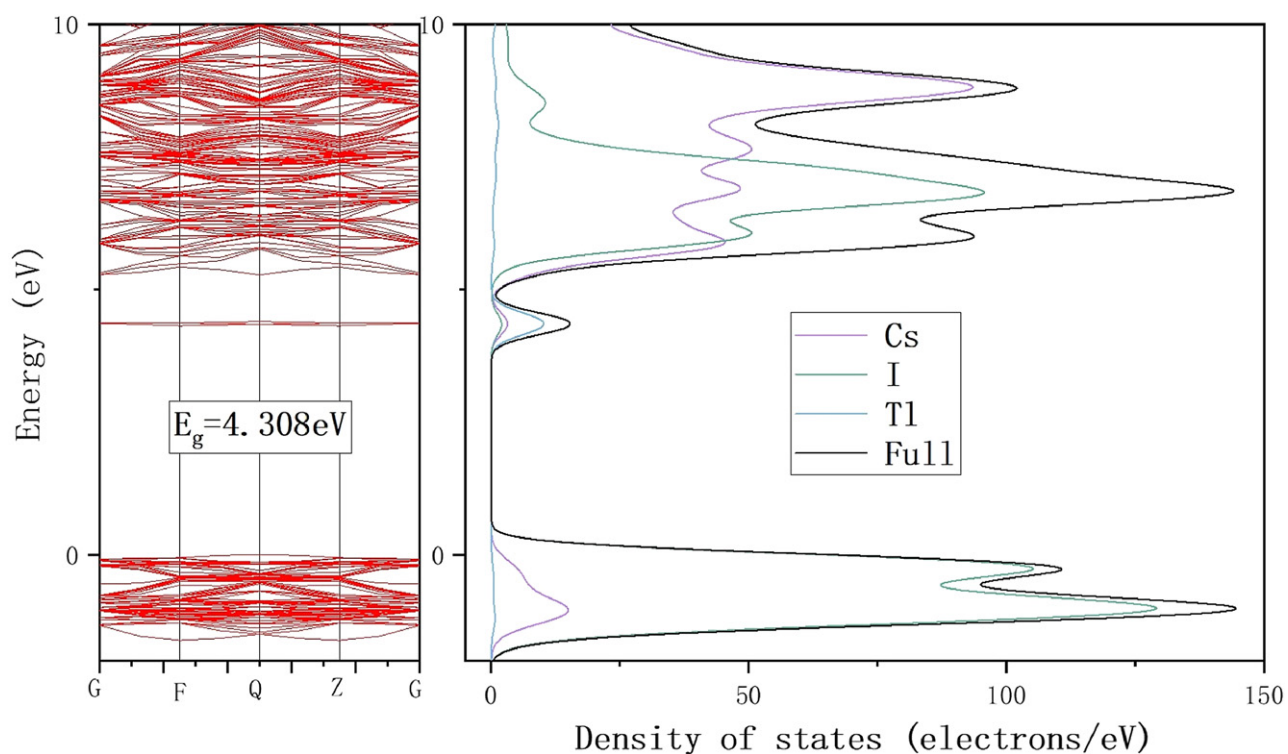 10
0
Energy (eV)
E_g=4.308eV
G F Q Z G
10
0
Cs
I
Tl
Full
0 50 100 150
Density of states (electrons/eV)